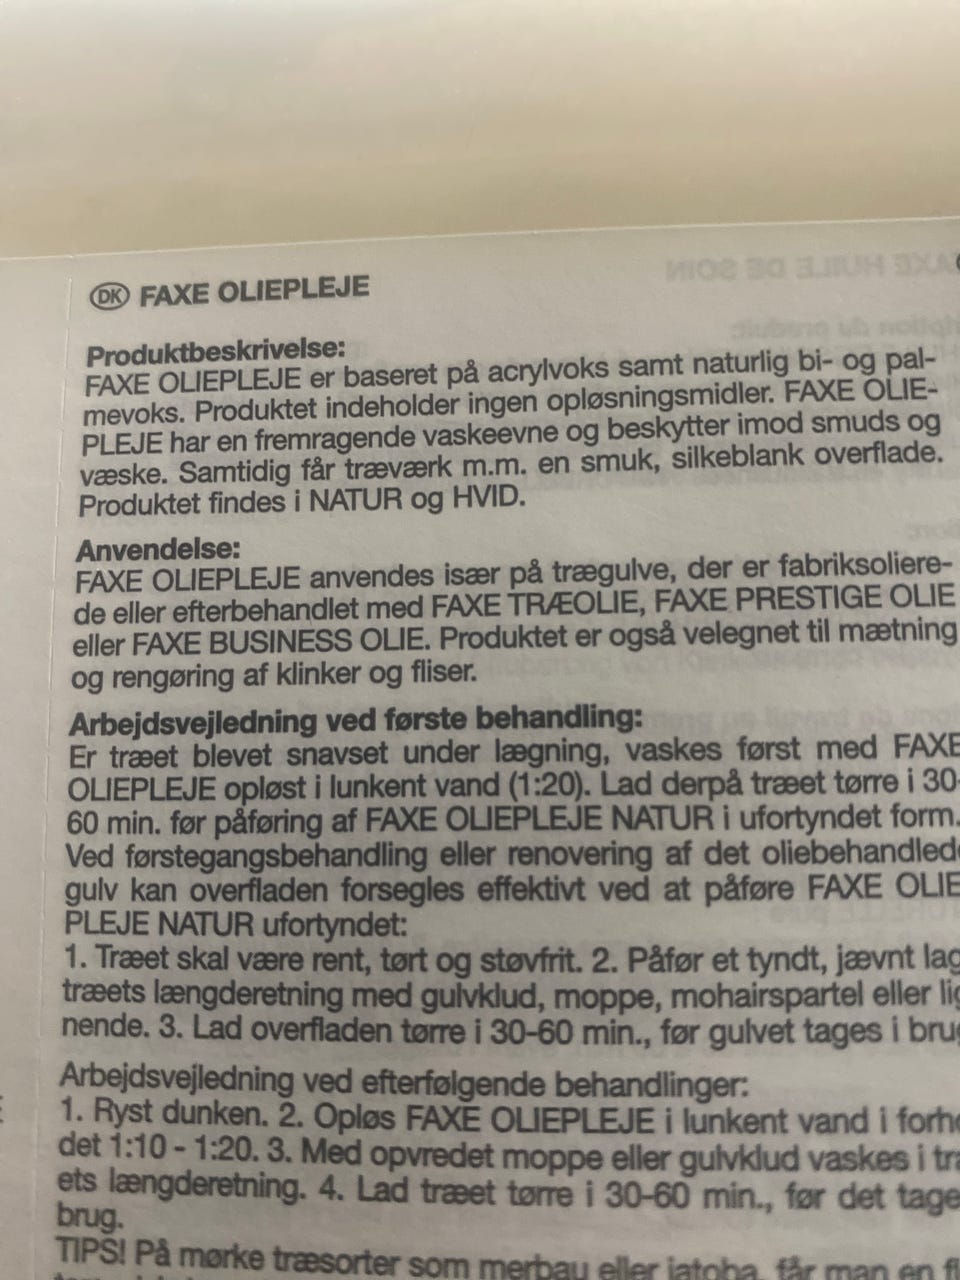 DK FAXE OLIEPLEJE
Produktbeskrivelse:
FAXE OLIEPLEJE er baseret på acrylvoks samt naturlig bi- og pal-
mevoks. Produktet indeholder ingen opløsningsmidler. FAXE OLIE-
PLEJE har en fremragende vaskeevne og beskytter imod smuds og
væske. Samtidig får træværk m.m. en smuk, silkeblank overflade.
Produktet findes i NATUR og HVID.
Anvendelse:
FAXE OLIEPLEJE anvendes især på trægulve, der er fabriksoliere-
de eller efterbehandlet med FAXE TRÆOLIE, FAXE PRESTIGE OLIE
eller FAXE BUSINESS OLIE. Produktet er også velegnet til mætning
og rengøring af klinker og fliser.
Arbejdsvejledning ved første behandling:
Er træet blevet snavset under lægning, vaskes først med FAXE
OLIEPLEJE opløst i lunkent vand (1:20). Lad derpå træet tørre i 30-
60 min. før påføring af FAXE OLIEPLEJE NATUR i ufortyndet form.
Ved førstegangsbehandling eller renovering af det oliebehandlede
gulv kan overfladen forsegles effektivt ved at påføre FAXE OLIE
PLEJE NATUR ufortyndet:
1. Træet skal være rent, tørt og støvfrit. 2. Påfør et tyndt, jævnt lag
træets længderetning med gulvklud, moppe, mohairspartel eller lig
nende. 3. Lad overfladen tørre i 30-60 min., før gulvet tages i brug
Arbejdsvejledning ved efterfølgende behandlinger:
1. Ryst dunken. 2. Opløs FAXE OLIEPLEJE i lunkent vand i forho
det 1:10 - 1:20. 3. Med opvredet moppe eller gulvklud vaskes i træ
ets længderetning. 4. Lad træet tørre i 30-60 min., før det tage
brug.
TIPS! På mørke træsorter som merbau eller jatoba, får man en fl